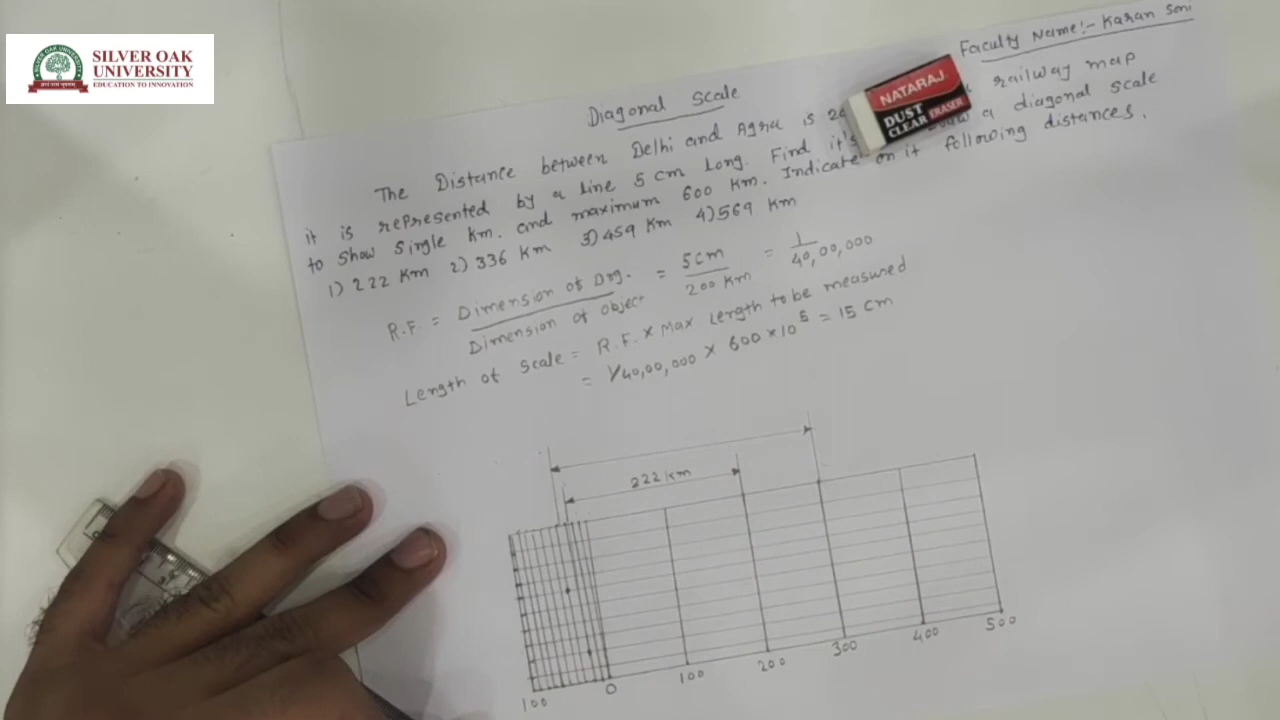 SILVER OAK
UNIVERSITY
EDUCATION TO INNOVATION
Faculty Name:- Karan Soni
Diagonal Scale
NATARAJ
DUST
CLEAR ERASER
The Distance between Delhi and Agra is railway map
it is represented by a line 5 cm long. Find it's a diagonal scale
to show single km. and maximum 600 km. Indicate on it following distances.
1) 222 km 2) 336 km 3) 459 km 4) 569 km
R.F. = Dimension of Drg. / Dimension of object = 5cm / 200 km = 1 / 40,00,000
Length of Scale = R.F. × Max Length to be measured
= 1/40,00,000 × 600 × 10^5 = 15 cm
222 km
100 0 100 200 300 400 500